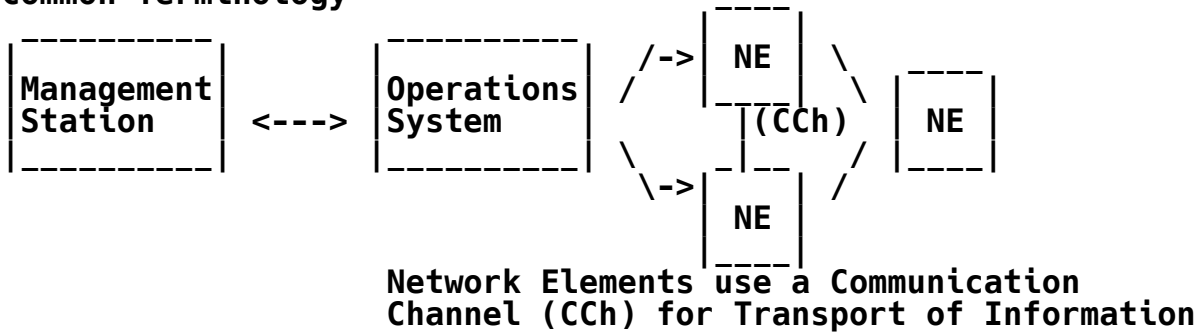 Common Terminology
NE
Management Operations
Station <---> System (CCh) NE
NE
Network Elements use a Communication
Channel (CCh) for Transport of Information